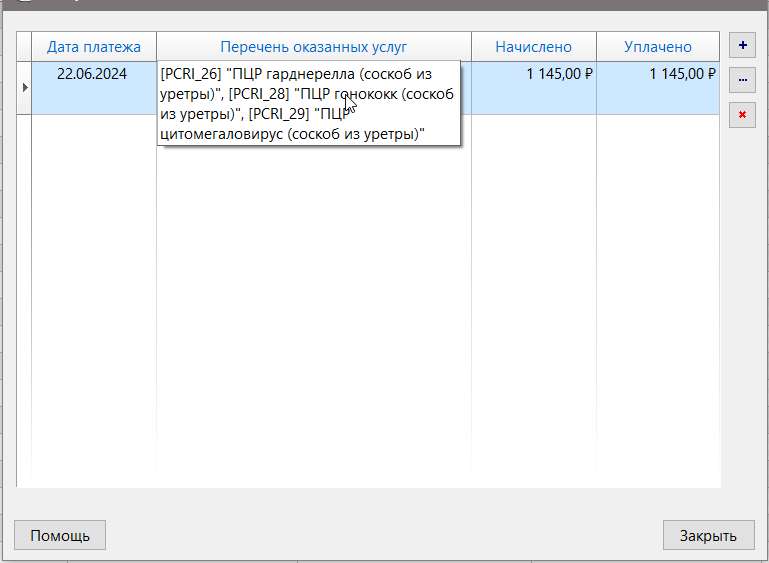 Дата платежа Перечень оказанных услуг Начислено Уплачено
22.06.2024 [PCRI_26] "ПЦР гарднерелла (соскоб из 1 145,00 ₽ 1 145,00 ₽
уретры)", [PCRI_28] "ПЦР гонококк (соскоб
из уретры)", [PCRI_29] "ПЦР
цитомегаловирус (соскоб из уретры)"
Помощь Закрыть